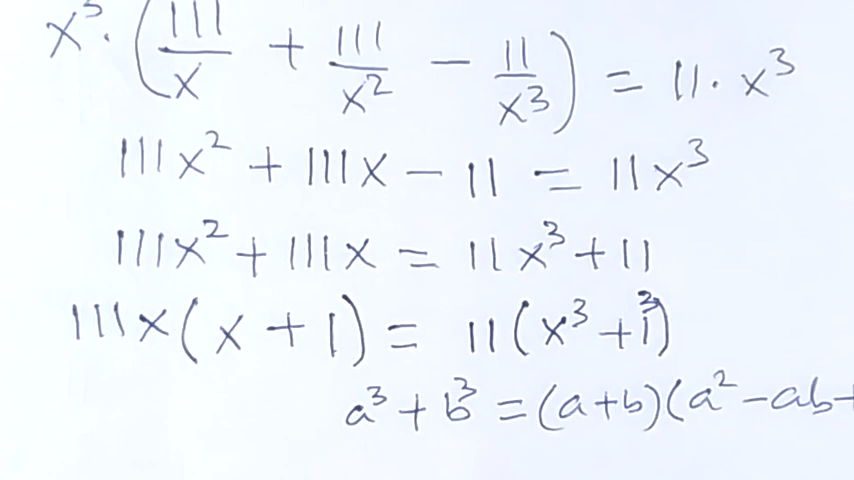 x³ · (111/x + 111/x² − 11/x³) = 11 · x³
111x² + 111x − 11 = 11x³
111x² + 111x = 11x³ + 11
111x(x + 1) = 11(x³ + 1³)
a³ + b³ = (a+b)(a² − ab +